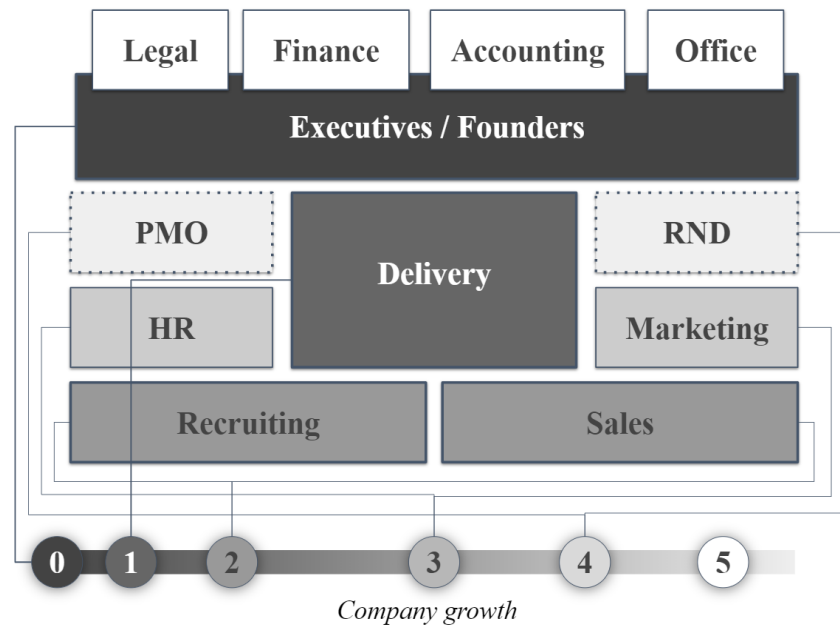 Legal
Finance
Accounting
Office
Executives / Founders
PMO
Delivery
RND
HR
Marketing
Recruiting
Sales
0
1
2
3
4
5
Company growth